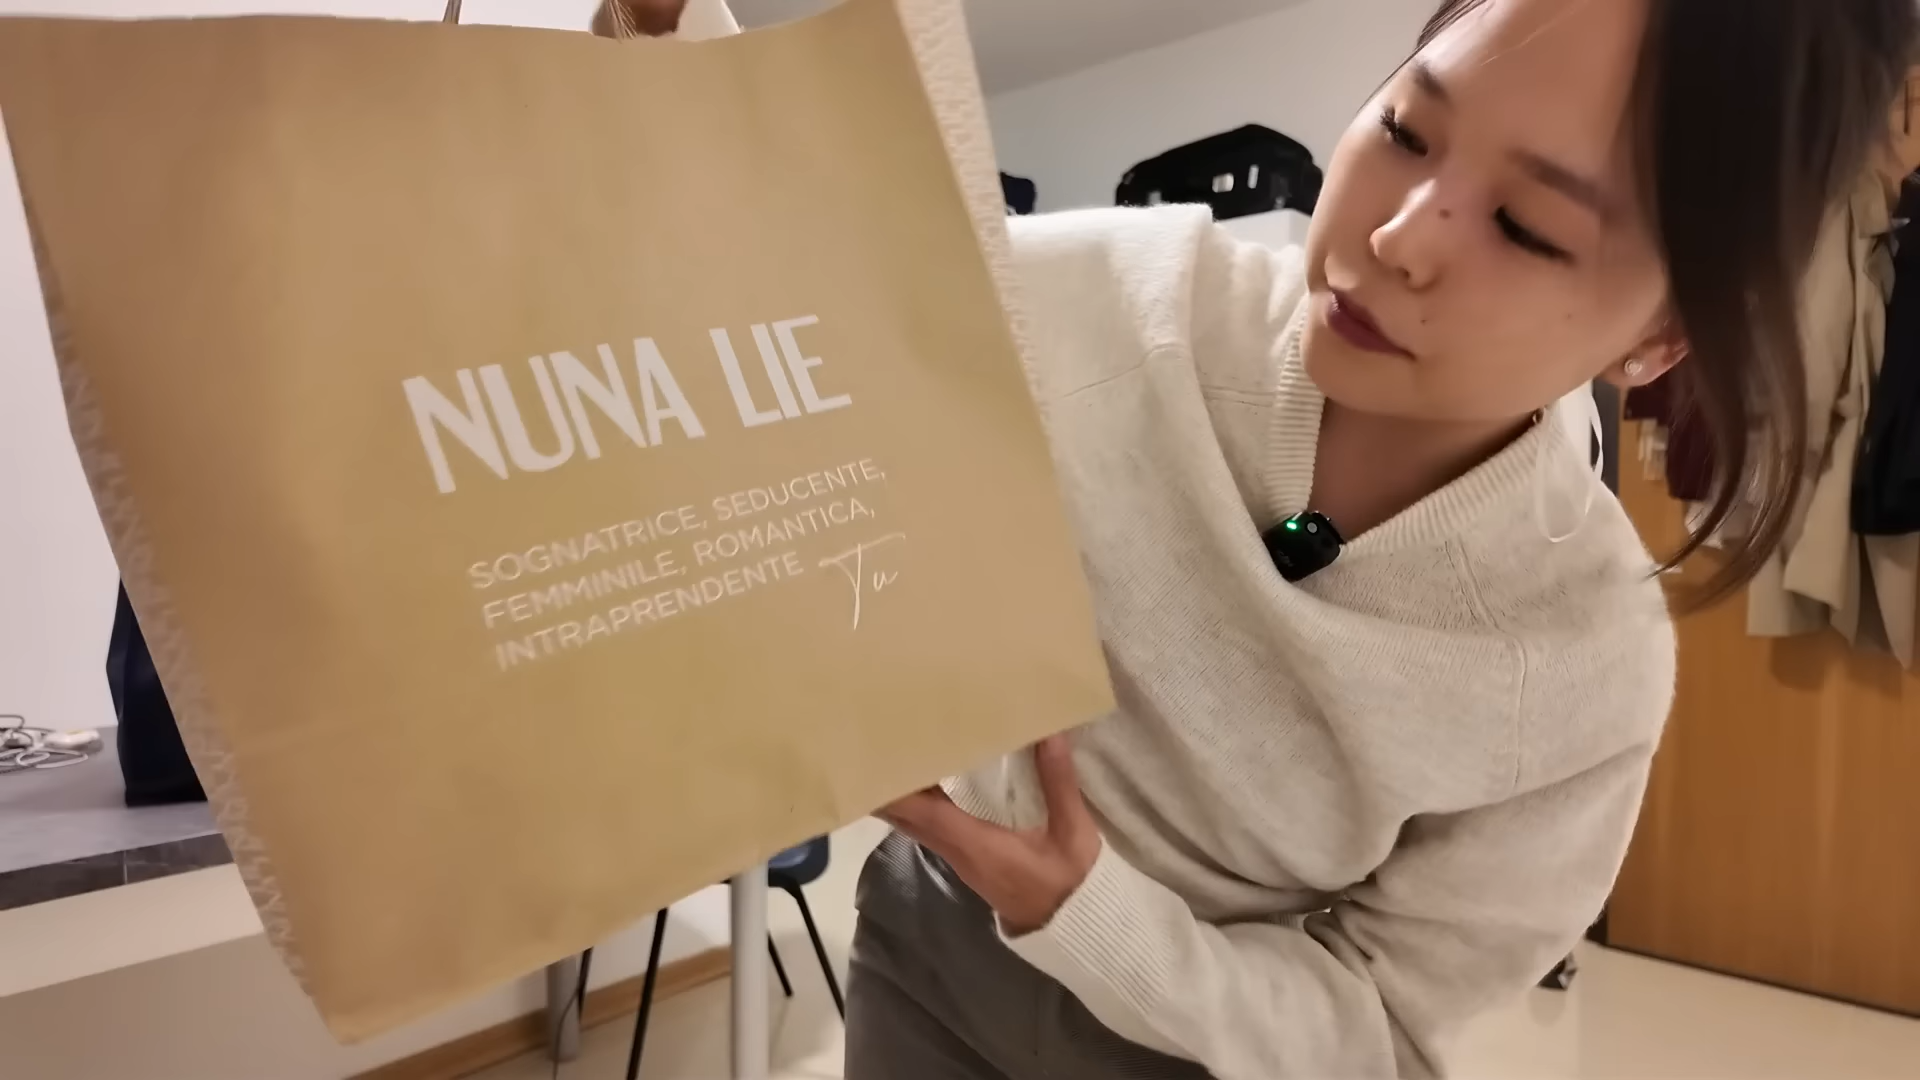 NUNA LIE
SOGNATRICE, SEDUCENTE,
FEMMINILE, ROMANTICA,
INTRAPRENDENTE Tu